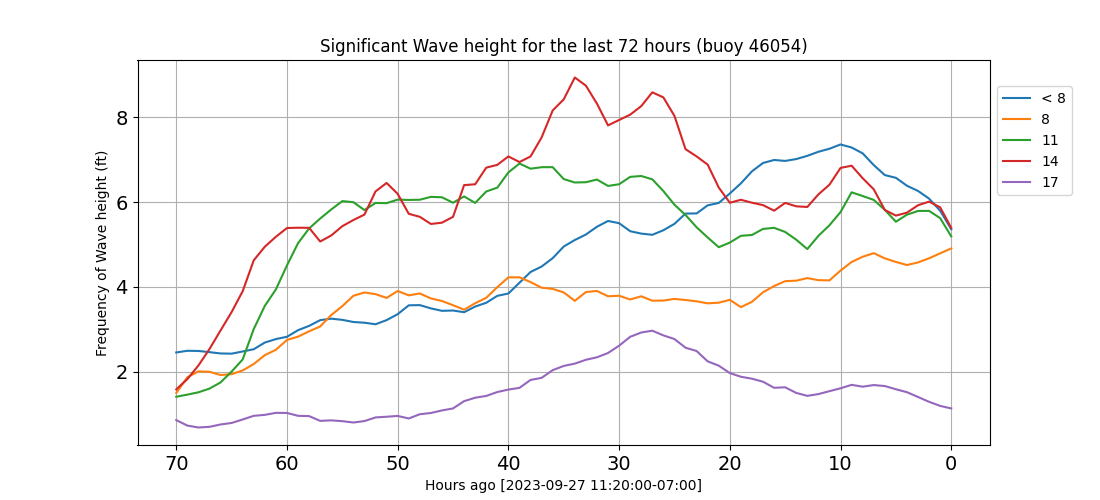 Significant Wave height for the last 72 hours (buoy 46054)
Frequency of Wave height (ft)
8
6
4
2
70 60 50 40 30 20 10 0
Hours ago [2023-09-27 11:20:00-07:00]
< 8
8
11
14
17